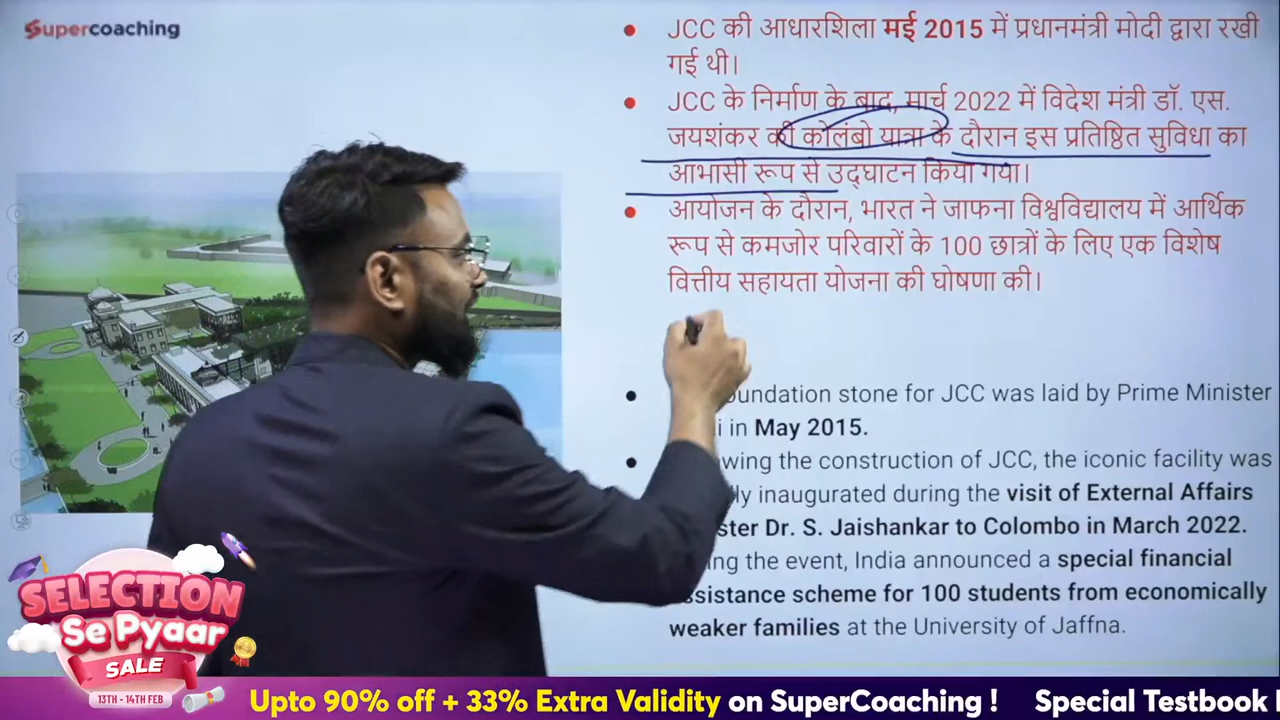 Supercoaching
JCC की आधारशिला मई 2015 में प्रधानमंत्री मोदी द्वारा रखी
गई थी।
JCC के निर्माण के बाद, मार्च 2022 में विदेश मंत्री डॉ. एस.
जयशंकर की कोलंबो यात्रा के दौरान इस प्रतिष्ठित सुविधा का
आभासी रूप से उद्घाटन किया गया।
आयोजन के दौरान, भारत ने जाफना विश्वविद्यालय में आर्थिक
रूप से कमजोर परिवारों के 100 छात्रों के लिए एक विशेष
वित्तीय सहायता योजना की घोषणा की।
oundation stone for JCC was laid by Prime Minister
i in May 2015.
wing the construction of JCC, the iconic facility was
ly inaugurated during the visit of External Affairs
ster Dr. S. Jaishankar to Colombo in March 2022.
ing the event, India announced a special financial
ssistance scheme for 100 students from economically
weaker families at the University of Jaffna.
SELECTION
Se Pyaar
SALE
13TH - 14TH FEB
Upto 90% off + 33% Extra Validity on SuperCoaching ! Special Testbook